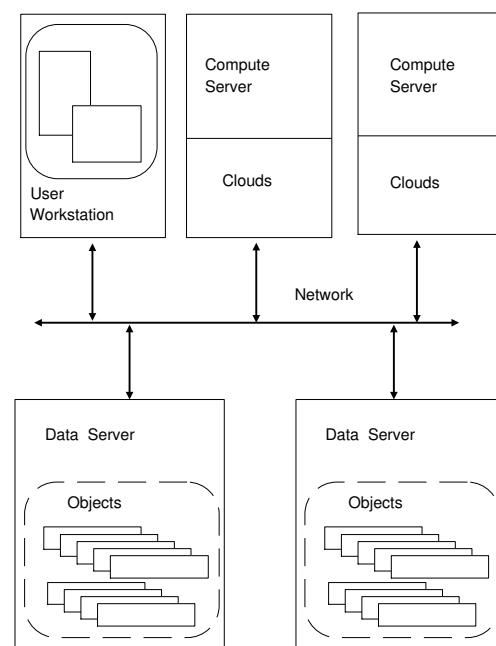 User
Workstation
Compute
Server
Clouds
Compute
Server
Clouds
Network
Data Server
Objects
Data Server
Objects